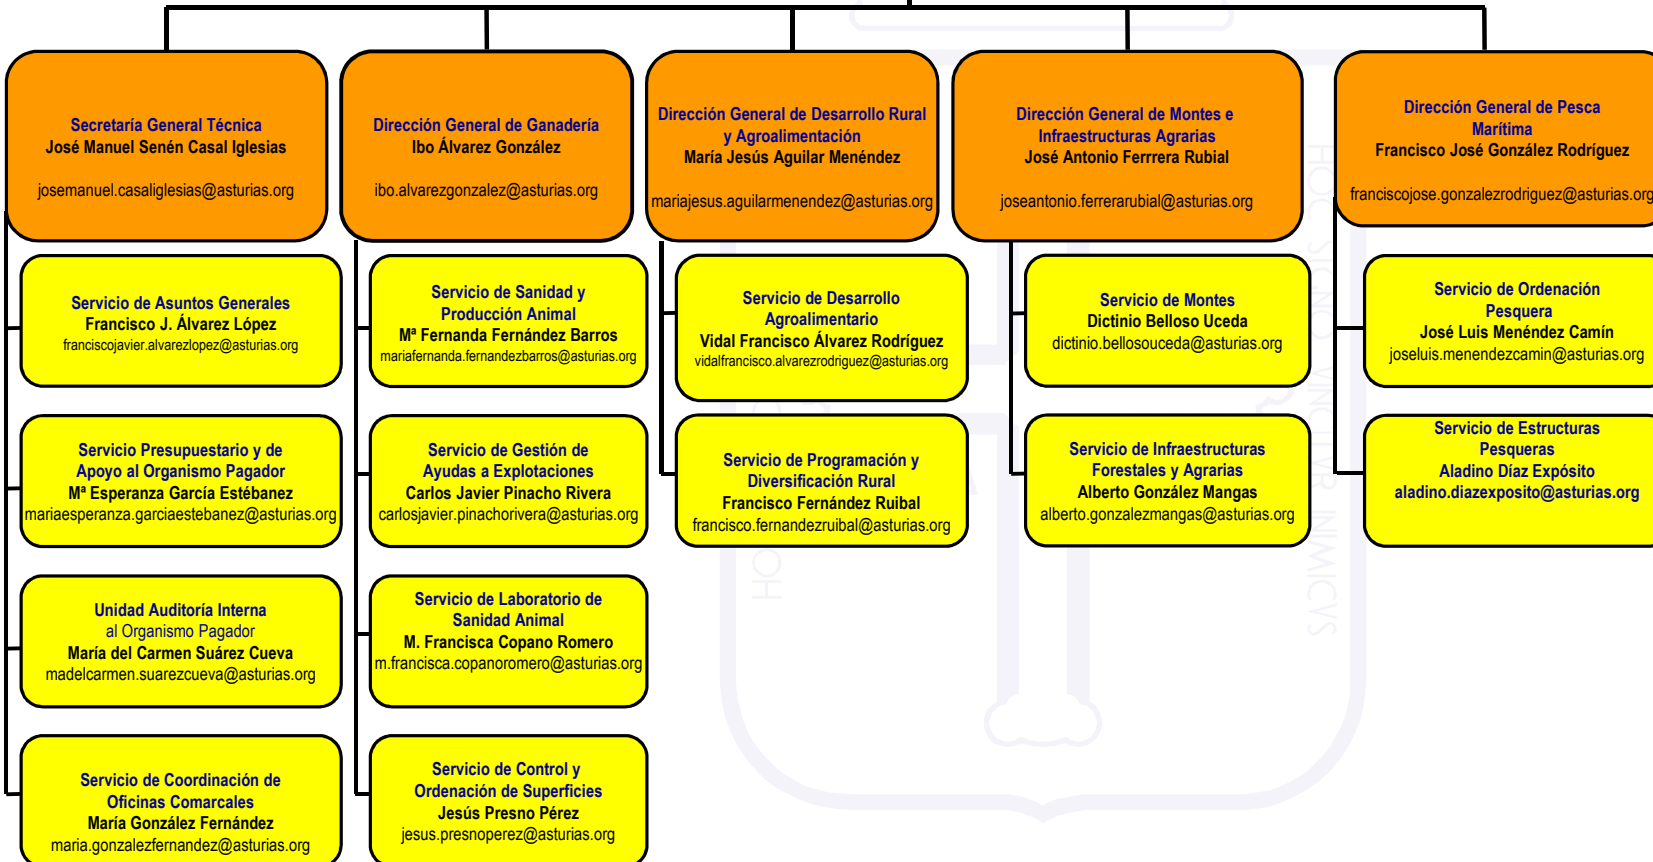 Secretaría General Técnica
José Manuel Senén Casal Iglesias
josemanuel.casaliglesias@asturias.org
Dirección General de Ganadería
Ibo Álvarez González
ibo.alvarezgonzalez@asturias.org
Dirección General de Desarrollo Rural
y Agroalimentación
María Jesús Aguilar Menéndez
mariajesus.aguilarmenendez@asturias.org
Dirección General de Montes e
Infraestructuras Agrarias
José Antonio Ferrrera Rubial
joseantonio.ferrerarubial@asturias.org
Dirección General de Pesca
Marítima
Francisco José González Rodríguez
franciscojose.gonzalezrodriguez@asturias.org
Servicio de Asuntos Generales
Francisco J. Álvarez López
franciscojavier.alvarezlopez@asturias.org
Servicio de Sanidad y
Producción Animal
Mª Fernanda Fernández Barros
mariafernanda.fernandezbarros@asturias.org
Servicio de Desarrollo
Agroalimentario
Vidal Francisco Álvarez Rodríguez
vidalfrancisco.alvarezrodriguez@asturias.org
Servicio de Montes
Dictinio Belloso Uceda
dictinio.bellosouceda@asturias.org
Servicio de Ordenación
Pesquera
José Luis Menéndez Camín
joseluis.menendezcamin@asturias.org
Servicio Presupuestario y de
Apoyo al Organismo Pagador
Mª Esperanza García Estébanez
mariaesperanza.garciaestebanez@asturias.org
Servicio de Gestión de
Ayudas a Explotaciones
Carlos Javier Pinacho Rivera
carlosjavier.pinachorivera@asturias.org
Servicio de Programación y
Diversificación Rural
Francisco Fernández Ruibal
francisco.fernandezruibal@asturias.org
Servicio de Infraestructuras
Forestales y Agrarias
Alberto González Mangas
alberto.gonzalezmangas@asturias.org
Servicio de Estructuras
Pesqueras
Aladino Díaz Expósito
aladino.diazexposito@asturias.org
Unidad Auditoría Interna
al Organismo Pagador
María del Carmen Suárez Cueva
madelcarmen.suarezcueva@asturias.org
Servicio de Laboratorio de
Sanidad Animal
M. Francisca Copano Romero
m.francisca.copanoromero@asturias.org
Servicio de Coordinación de
Oficinas Comarcales
María González Fernández
maria.gonzalezfernandez@asturias.org
Servicio de Control y
Ordenación de Superficies
Jesús Presno Pérez
jesus.presnoperez@asturias.org
HOC SIGNO VINCITVR INIMICVS